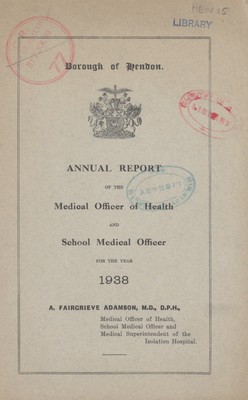 HEN 15
LIBRARY
Borough of Hendon.
ANNUAL REPORT
OF THE
Medical Officer of Health
AND
School Medical Officer
FOR THE YEAR
1938
A. FAIRGRIEVE ADAMSON, M.D., D.P.H.,
Medical Officer of Health,
School Medical Officer and
Medical Superintendent of the
Isolation Hospital.